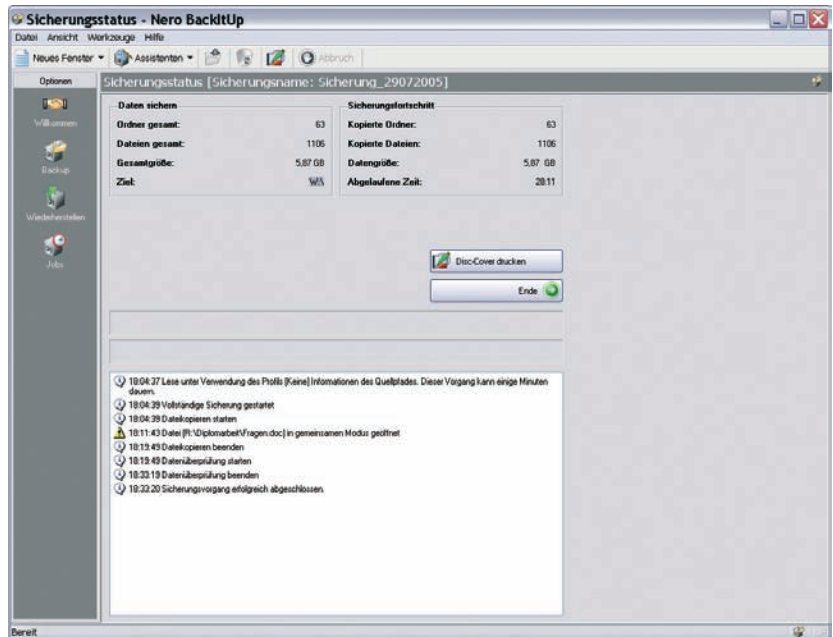 Sicherungsstatus - Nero BackItUp
Datei Ansicht Werkzeuge Hilfe
Neues Fenster Assistenten Abbruch
Optionen
Sicherungsstatus [Sicherungsname: Sicherung_29072005]
Willkommen
Backup
Wiederherstellen
Jobs
Daten sichern
Ordner gesamt: 63
Dateien gesamt: 1106
Gesamtgröße: 5,87 GB
Ziel:
Sicherungsfortschritt
Kopierte Ordner: 63
Kopierte Dateien: 1106
Datengröße: 5,87 GB
Abgelaufene Zeit: 28:11
Disc-Cover drucken
Ende
18:04:37 Lese unter Verwendung des Profils [Keine] Informationen des Quellpfades. Dieser Vorgang kann einige Minuten
dauern.
18:04:39 Vollständige Sicherung gestartet
18:04:39 Dateikopieren starten
18:11:43 Datei [R:\Diplomarbeit\Fragen.doc] in gemeinsamen Modus geöffnet
18:19:49 Dateikopieren beenden
18:19:49 Datenüberprüfung starten
18:33:19 Datenüberprüfung beenden
18:33:20 Sicherungsvorgang erfolgreich abgeschlossen.
Bereit